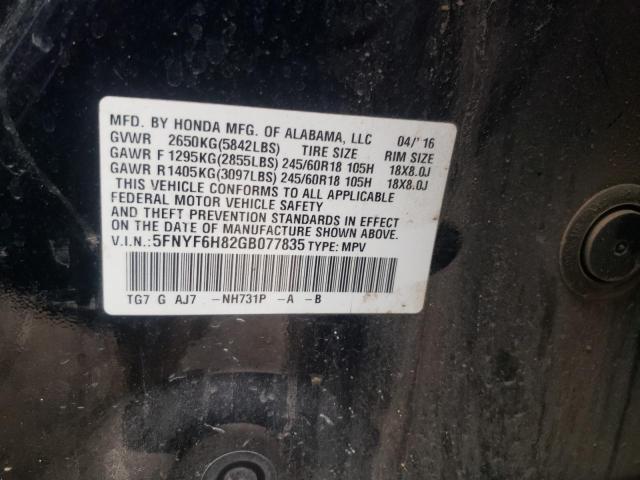 MFD. BY HONDA MFG. OF ALABAMA, LLC 04/'16
GVWR 2650KG(5842LBS) TIRE SIZE RIM SIZE
GAWR F 1295KG(2855LBS) 245/60R18 105H 18X8.0J
GAWR R1405KG(3097LBS) 245/60R18 105H 18X8.0J
THIS VEHICLE CONFORMS TO ALL APPLICABLE
FEDERAL MOTOR VEHICLE SAFETY
AND THEFT PREVENTION STANDARDS IN EFFECT
ON THE DATE OF MANUFACTURE SHOWN ABOVE.
V.I.N.:5FNYF6H82GB077835 TYPE: MPV
TG7 G AJ7 -NH731P -A -B